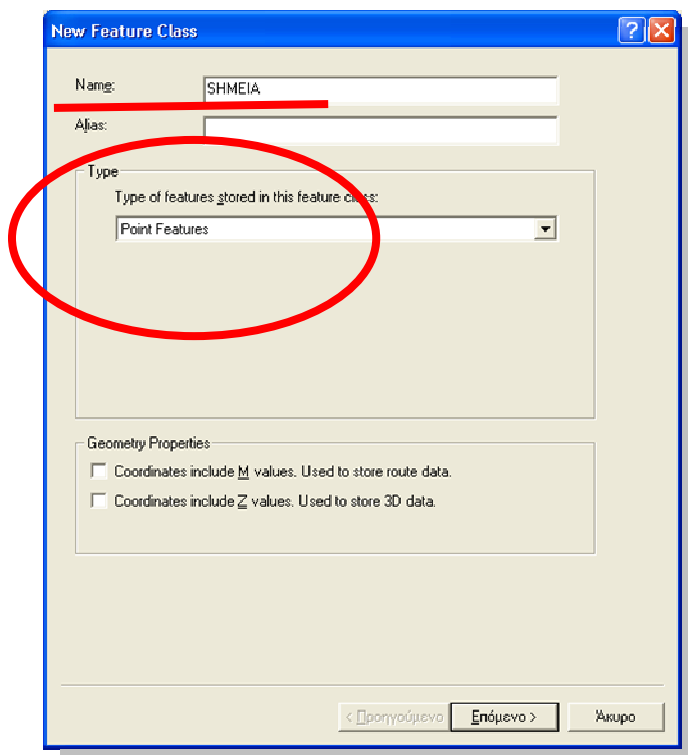 New Feature Class
Name: SHMEIA
Alias:
Type
Type of features stored in this feature class:
Point Features
Geometry Properties
Coordinates include M values. Used to store route data.
Coordinates include Z values. Used to store 3D data.
< Προηγούμενο Επόμενο > Άκυρο